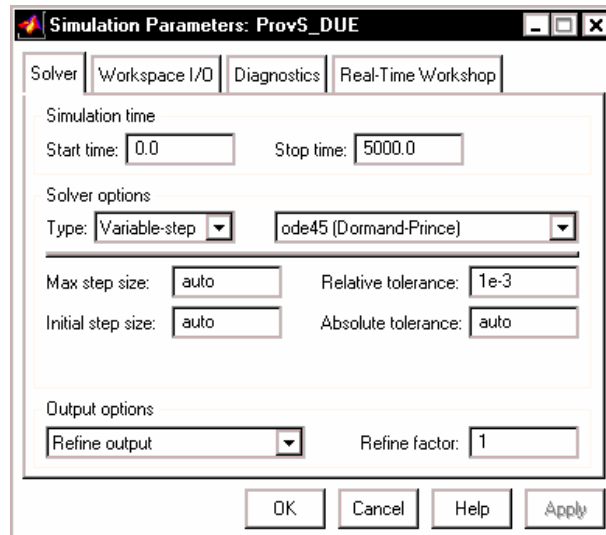 Simulation Parameters: ProvS_DUE
Solver Workspace I/O Diagnostics Real-Time Workshop
Simulation time
Start time: 0.0 Stop time: 5000.0
Solver options
Type: Variable-step ode45 (Dormand-Prince)
Max step size: auto Relative tolerance: 1e-3
Initial step size: auto Absolute tolerance: auto
Output options
Refine output Refine factor: 1
OK Cancel Help Apply